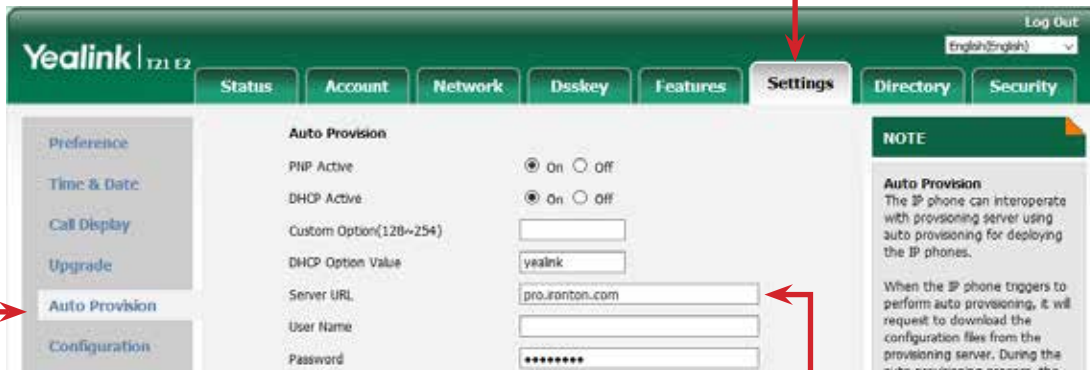 Log Out
Yealink T21 E2
English(English)
Status Account Network Dsskey Features Settings Directory Security
Preference
Time & Date
Call Display
Upgrade
Auto Provision
Configuration
Auto Provision
PNP Active On Off
DHCP Active On Off
Custom Option(128~254)
DHCP Option Value yealink
Server URL pro.ironton.com
User Name
Password ••••••••
NOTE
Auto Provision
The IP phone can interoperate
with provisioning server using
auto provisioning for deploying
the IP phones.
When the IP phone triggers to
perform auto provisioning, it will
request to download the
configuration files from the
provisioning server. During the